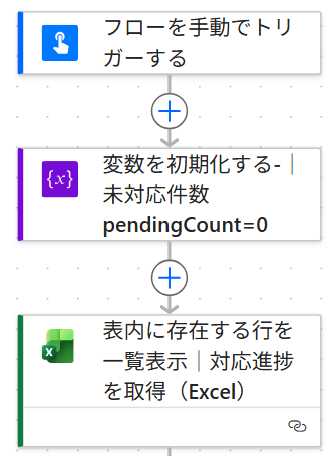 フローを手動でトリ
ガーする
{x}
変数を初期化する-｜
未対応件数
pendingCount=0
X
表内に存在する行を
一覧表示｜対応進捗
を取得（Excel）